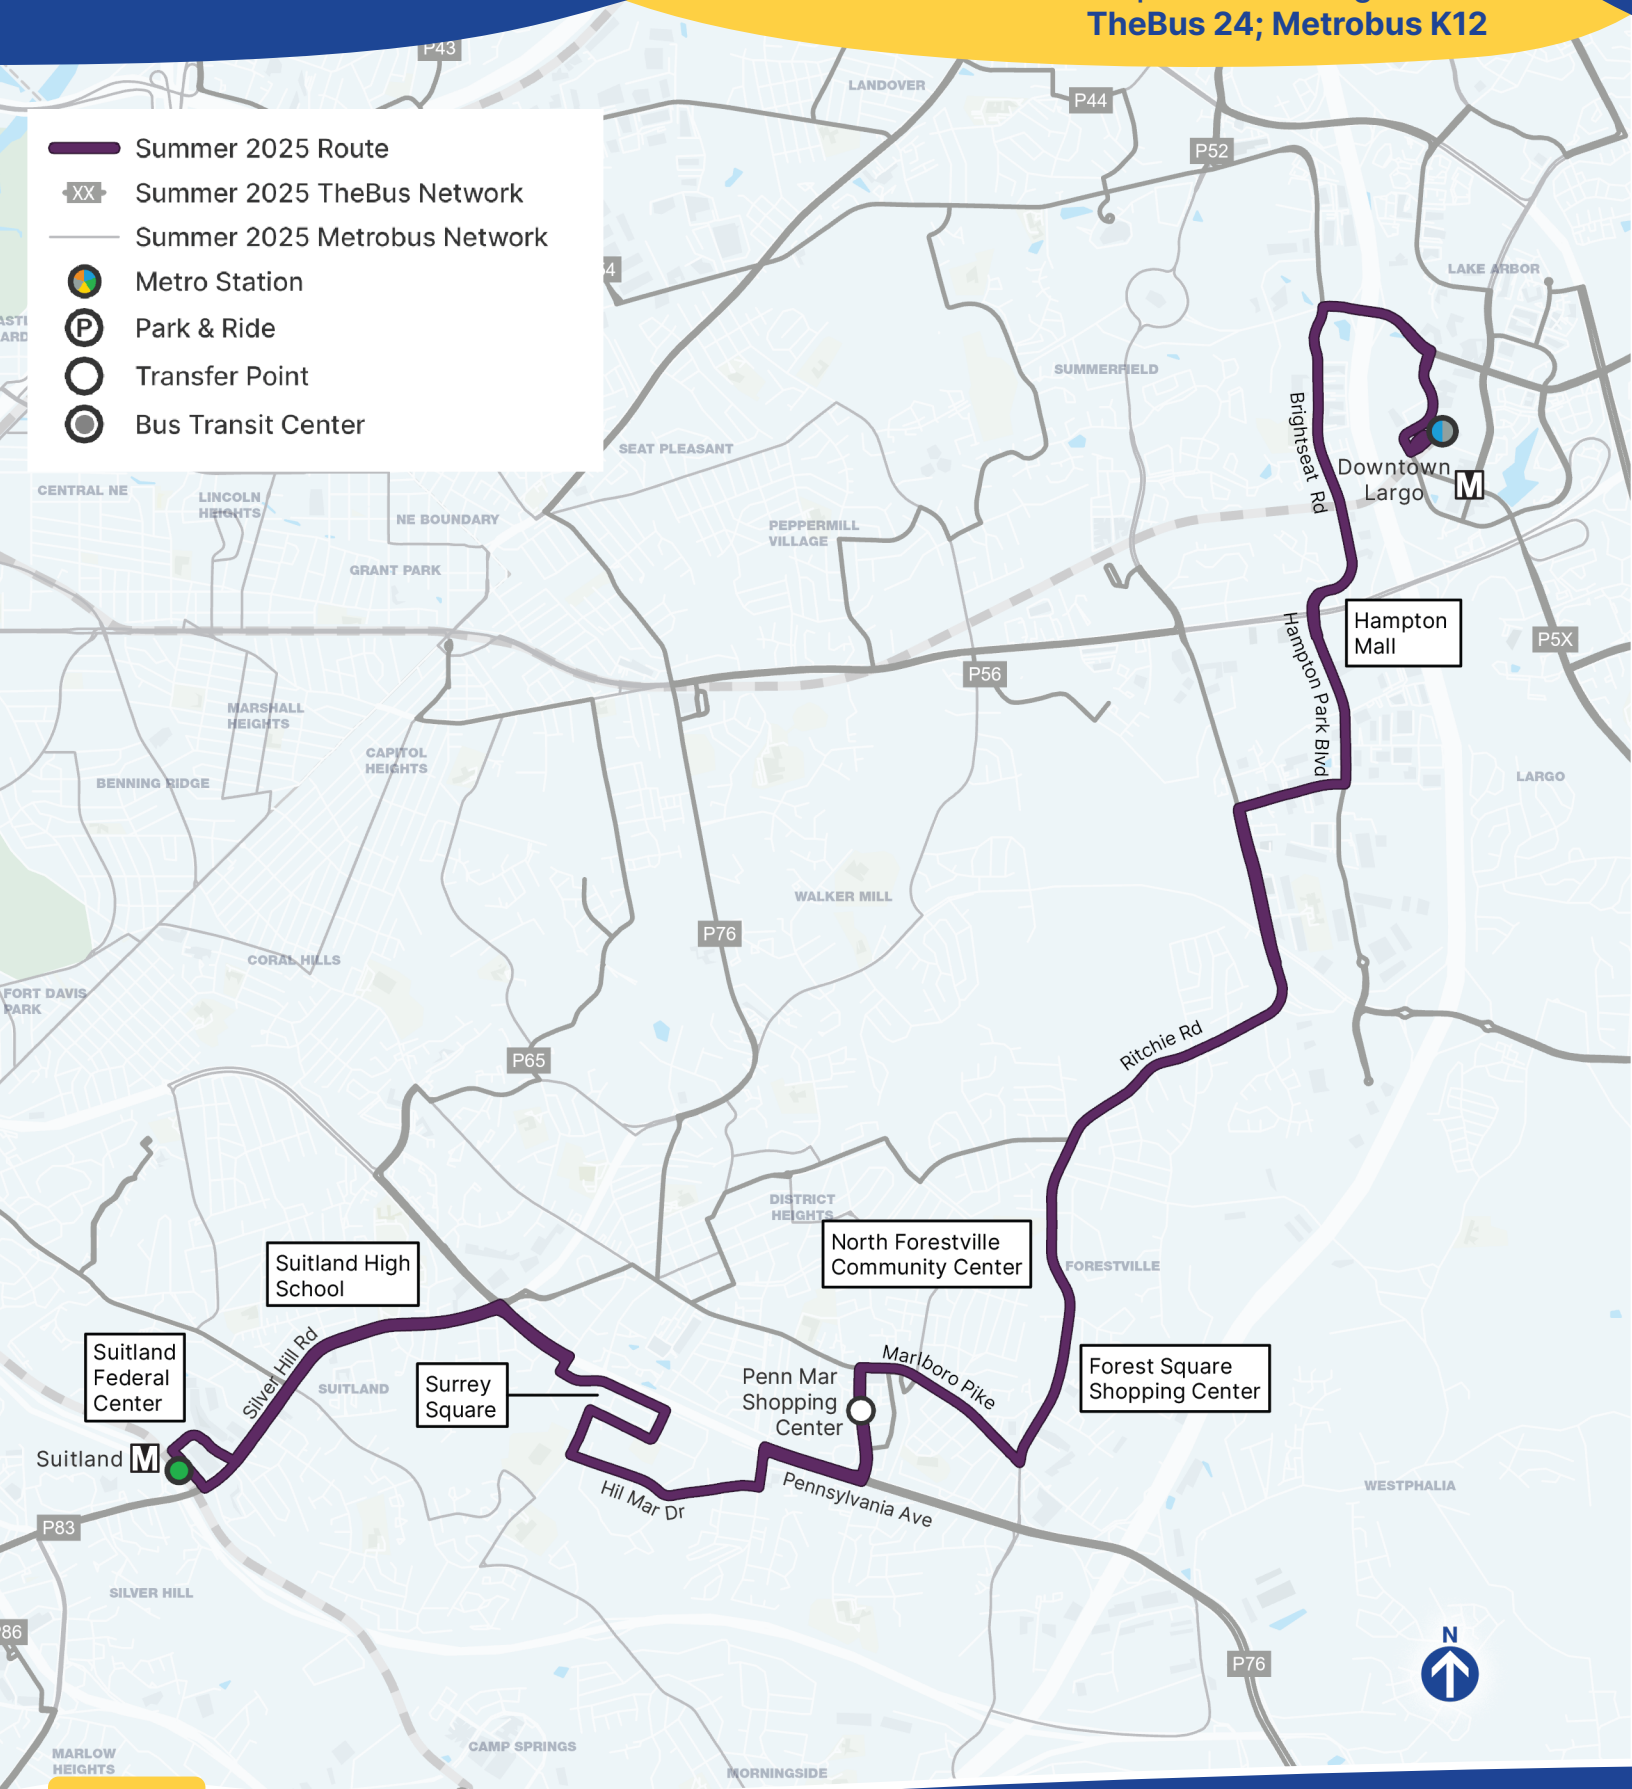 TheBus 24; Metrobus K12
P43
LANDOVER
P44
P52
Summer 2025 Route
XX
Summer 2025 TheBus Network
Summer 2025 Metrobus Network
Metro Station
P
Park & Ride
Transfer Point
Bus Transit Center
LAKE ARBOR
SUMMERFIELD
SEAT PLEASANT
Brightseat Rd
Downtown
Largo
M
CENTRAL NE
LINCOLN
HEIGHTS
NE BOUNDARY
PEPPERMILL
VILLAGE
GRANT PARK
Hampton
Mall
P5X
P56
Hampton Park Blvd
MARSHALL
HEIGHTS
CAPITOL
HEIGHTS
BENNING RIDGE
LARGO
WALKER MILL
P76
CORAL HILLS
FORT DAVIS
PARK
Ritchie Rd
P65
DISTRICT
HEIGHTS
North Forestville
Community Center
FORESTVILLE
Suitland High
School
Suitland
Federal
Center
Silver Hill Rd
SUITLAND
Surrey
Square
Penn Mar
Shopping
Center
Marlboro Pike
Forest Square
Shopping Center
Suitland
M
Hil Mar Dr
Pennsylvania Ave
WESTPHALIA
P83
SILVER HILL
86
N
P76
CAMP SPRINGS
MARLOW
HEIGHTS
MORNINGSIDE